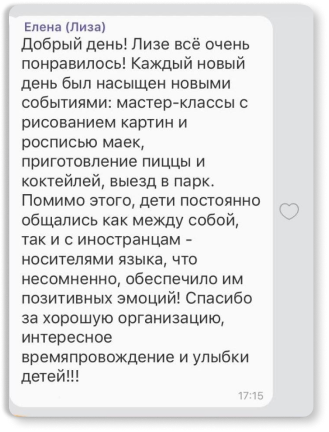 Елена (Лиза)
Добрый день! Лизе всё очень
понравилось! Каждый новый
день был насыщен новыми
событиями: мастер-классы с
рисованием картин и
росписью маек,
приготовление пиццы и
коктейлей, выезд в парк.
Помимо этого, дети постоянно
общались как между собой,
так и с иностранцам -
носителями языка, что
несомненно, обеспечило им
позитивных эмоций! Спасибо
за хорошую организацию,
интересное
времяпровождение и улыбки
детей!!!
17:15